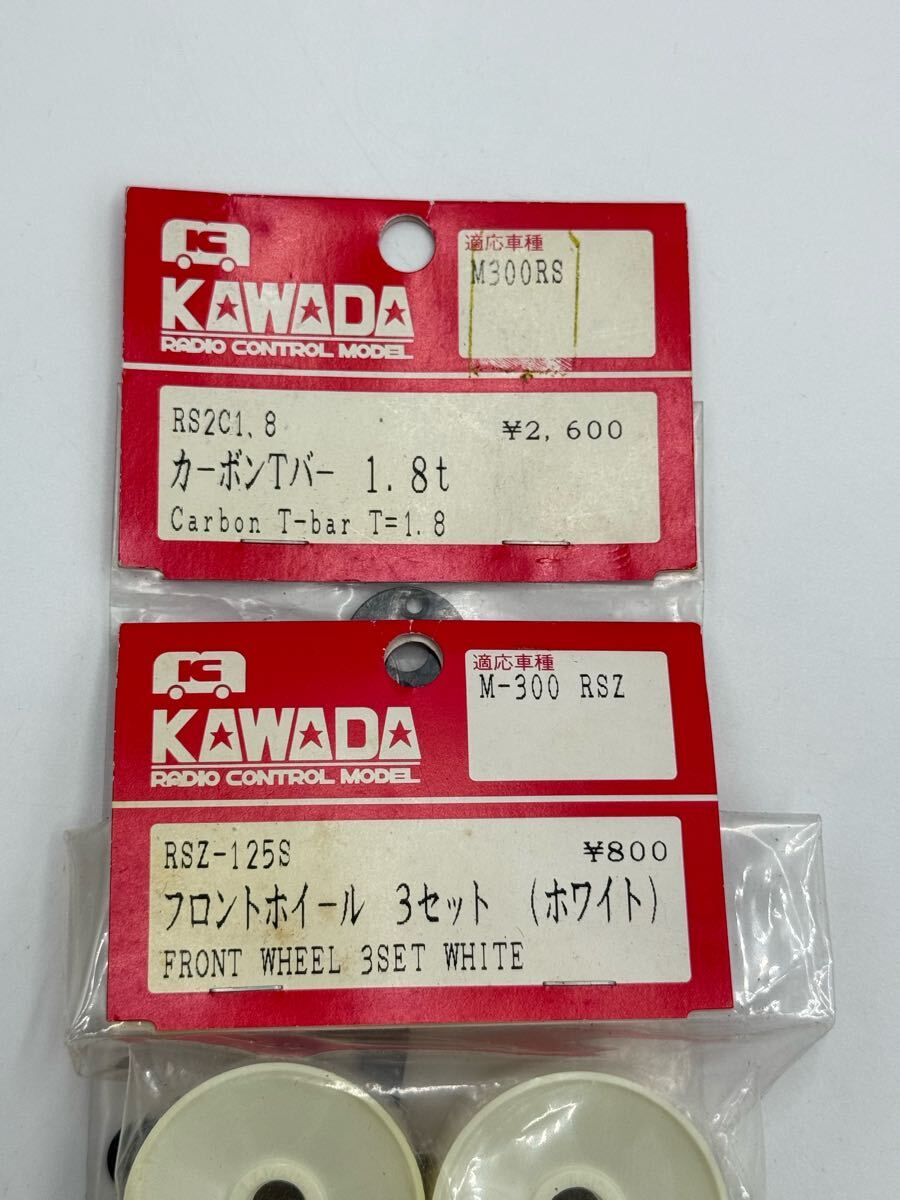 K
KAWADA
RADIO CONTROL MODEL
適応車種
M300RS
RS2C1.8
¥2,600
カーボンTバー 1.8t
Carbon T-bar T=1.8
K
KAWADA
RADIO CONTROL MODEL
適応車種
M-300 RSZ
RSZ-125S
¥800
フロントホイール 3セット (ホワイト)
FRONT WHEEL 3SET WHITE